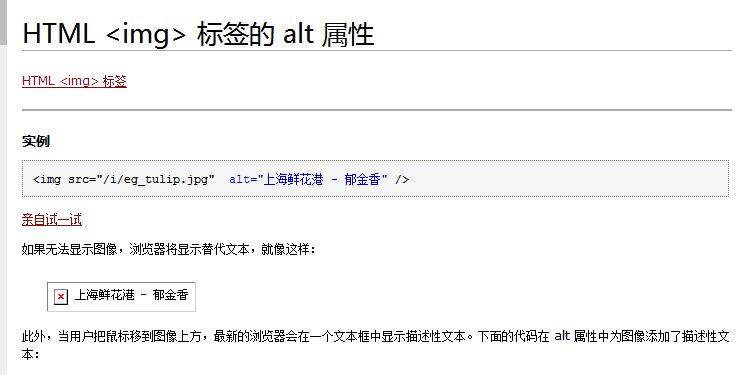 HTML <img> 标签的 alt 属性
HTML <img> 标签
实例
<img src="/i/eg_tulip.jpg"  alt="上海鲜花港 - 郁金香" />
亲自试一试
如果无法显示图像，浏览器将显示替代文本，就像这样：
上海鲜花港 - 郁金香
此外，当用户把鼠标移到图像上方，最新的浏览器会在一个文本框中显示描述性文本。下面的代码在 alt 属性中为图像添加了描述性文
本：